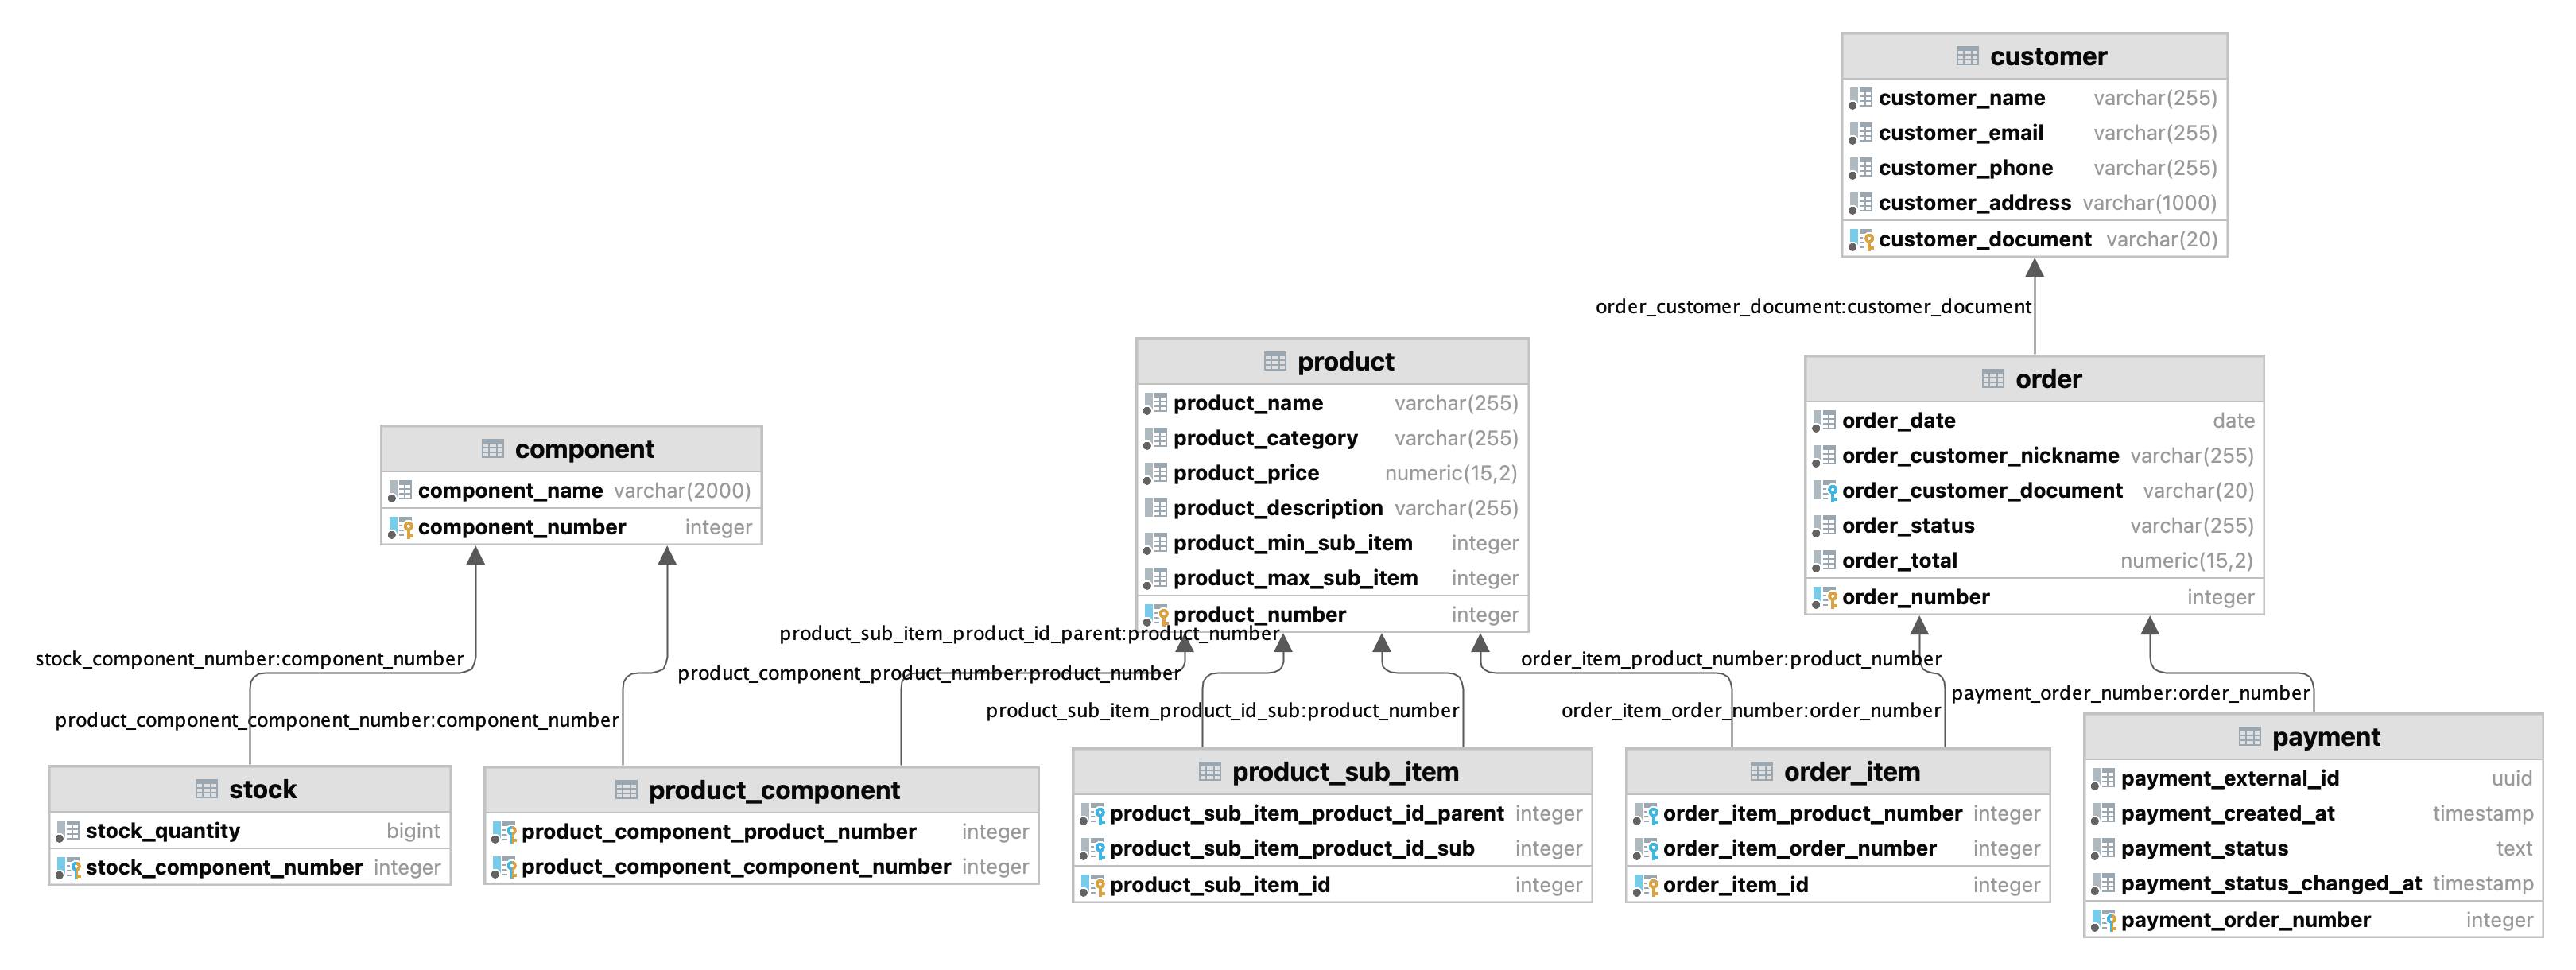 customer
customer_name varchar(255)
customer_email varchar(255)
customer_phone varchar(255)
customer_address varchar(1000)
customer_document varchar(20)
order_customer_document:customer_document
product
product_name varchar(255)
product_category varchar(255)
product_price numeric(15,2)
product_description varchar(255)
product_min_sub_item integer
product_max_sub_item integer
product_number integer
order
order_date date
order_customer_nickname varchar(255)
order_customer_document varchar(20)
order_status varchar(255)
order_total numeric(15,2)
order_number integer
component
component_name varchar(2000)
component_number integer
product_sub_item_product_id_parent:product_number
stock_component_number:component_number
product_component_product_number:product_number
order_item_product_number:product_number
payment_order_number:order_number
product_component_component_number:component_number
product_sub_item_product_id_sub:product_number
order_item_order_number:order_number
stock
stock_quantity bigint
stock_component_number integer
product_component
product_component_product_number integer
product_component_component_number integer
product_sub_item
product_sub_item_product_id_parent integer
product_sub_item_product_id_sub integer
product_sub_item_id integer
order_item
order_item_product_number integer
order_item_order_number integer
order_item_id integer
payment
payment_external_id uuid
payment_created_at timestamp
payment_status text
payment_status_changed_at timestamp
payment_order_number integer